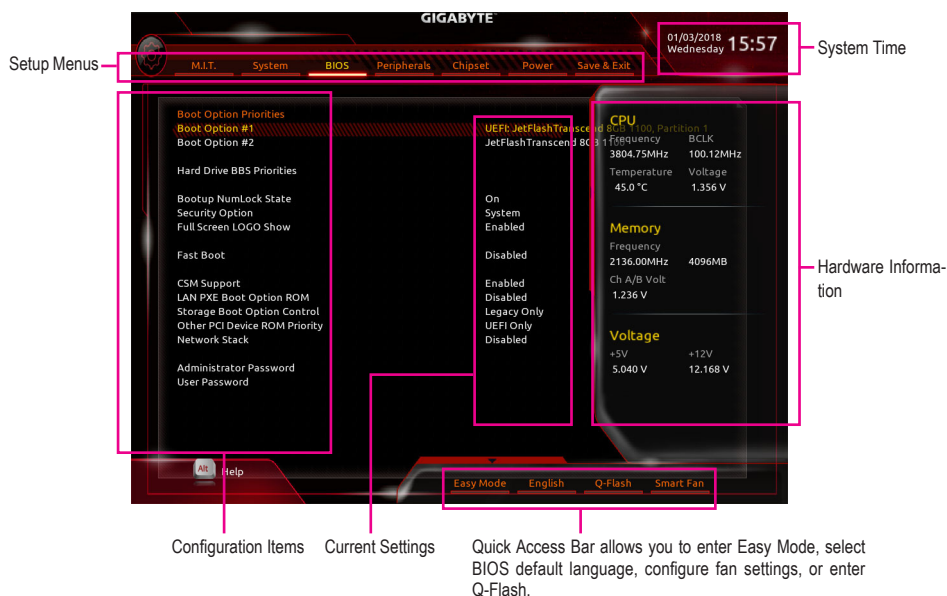 GIGABYTE™
01/03/2018
Wednesday 15:57
System Time
Setup Menus
M.I.T. System BIOS Peripherals Chipset Power Save & Exit
Boot Option Priorities
Boot Option #1 UEFI: JetFlashTranscend 8GB 1100, Partition 1
Boot Option #2 JetFlashTranscend 8GB 1100
Hard Drive BBS Priorities
Bootup NumLock State On
Security Option System
Full Screen LOGO Show Enabled
Fast Boot Disabled
CSM Support Enabled
LAN PXE Boot Option ROM Disabled
Storage Boot Option Control Legacy Only
Other PCI Device ROM Priority UEFI Only
Network Stack Disabled
Administrator Password
User Password
CPU
Frequency BCLK
3804.75MHz 100.12MHz
Temperature Voltage
45.0 °C 1.356 V
Memory
Frequency
2136.00MHz 4096MB
Ch A/B Volt
1.236 V
Voltage
+5V +12V
5.040 V 12.168 V
Hardware Informa-
tion
Alt Help
Easy Mode English Q-Flash Smart Fan
Configuration Items
Current Settings
Quick Access Bar allows you to enter Easy Mode, select
BIOS default language, configure fan settings, or enter
Q-Flash.